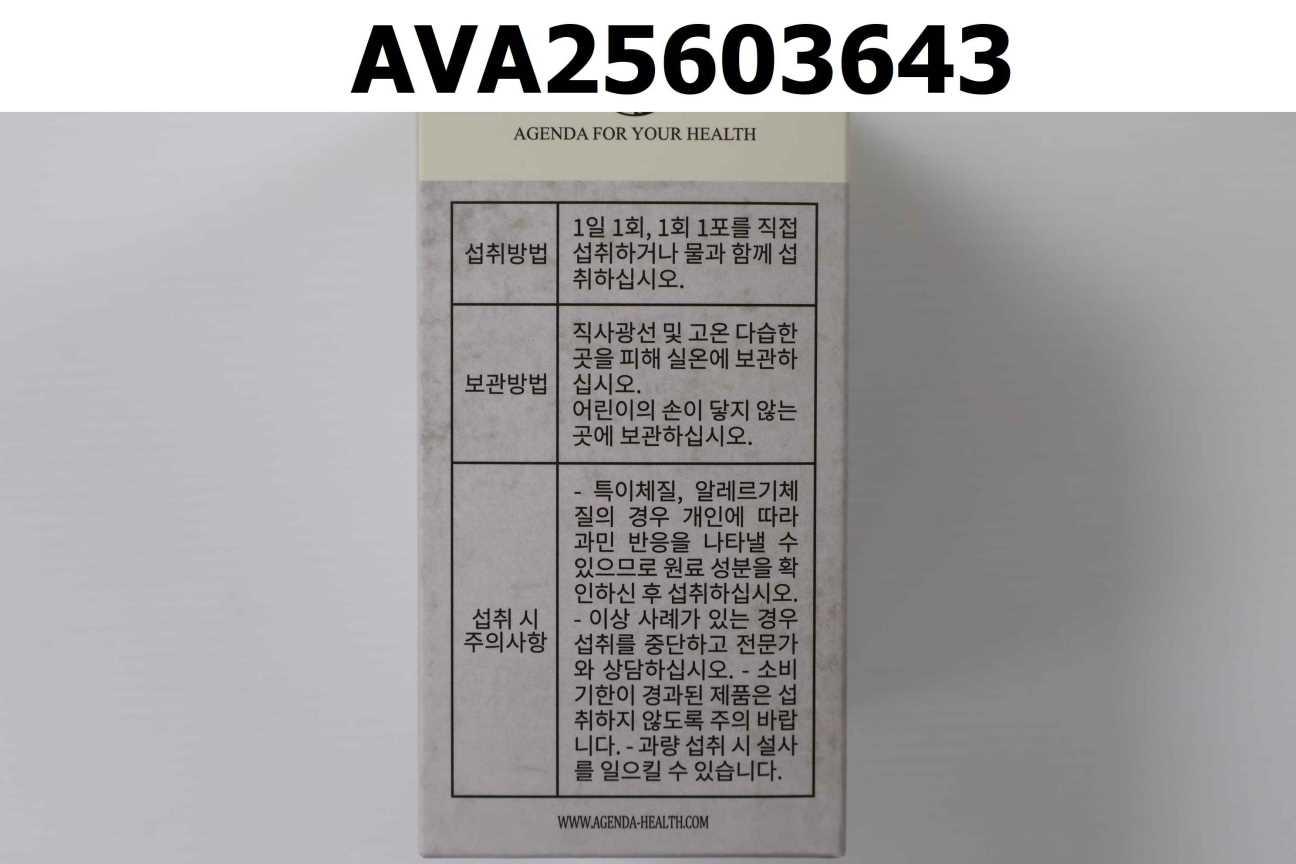 AVA25603643
AGENDA FOR YOUR HEALTH
섭취방법
1일 1회, 1회 1포를 직접
섭취하거나 물과 함께 섭
취하십시오.
보관방법
직사광선 및 고온 다습한
곳을 피해 실온에 보관하
십시오.
어린이의 손이 닿지 않는
곳에 보관하십시오.
섭취 시
주의사항
- 특이체질, 알레르기체
질의 경우 개인에 따라
과민 반응을 나타낼 수
있으므로 원료 성분을 확
인하신 후 섭취하십시오.
- 이상 사례가 있는 경우
섭취를 중단하고 전문가
와 상담하십시오. - 소비
기한이 경과된 제품은 섭
취하지 않도록 주의 바랍
니다. - 과량 섭취 시 설사
를 일으킬 수 있습니다.
WWW.AGENDA-HEALTH.COM